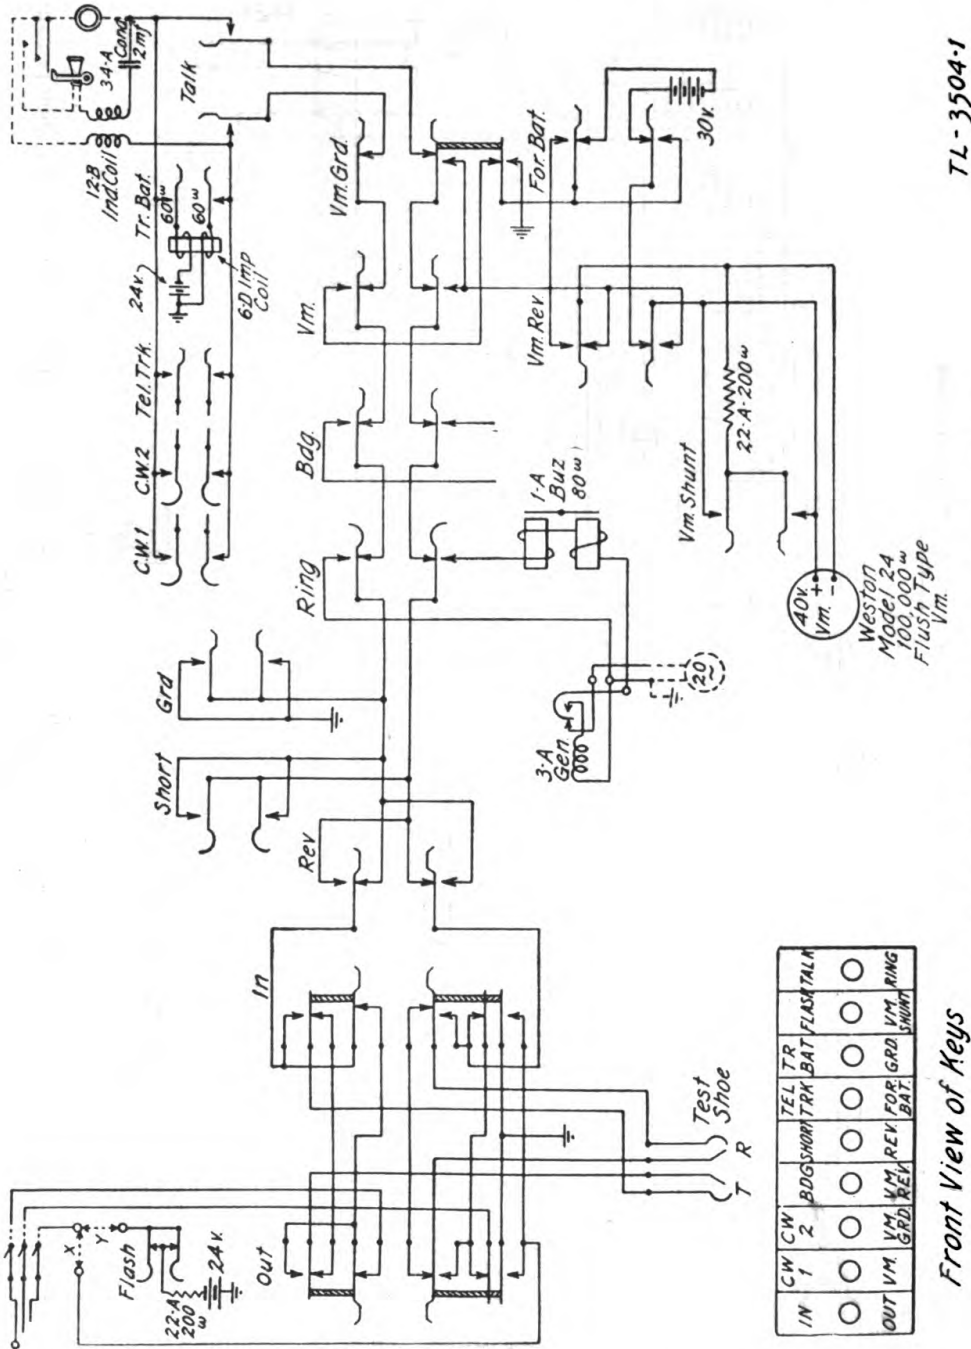 TL-3504-1
34-A
Cond
2mf
Talk
12-B
Ind Coil
Tr. Bat.
60ω
60ω
24v.
6-D Imp
Coil
Tel. Trk.
C.W.2
C.W.1
Vm. Grd.
For. Bat.
30v.
Vm.
Vm. Rev.
Bdg.
22-A-200ω
Vm. Shunt
1-A
Buz
80ω
Ring
40v.
Vm.
+
-
Weston
Model 24
100,000ω
Flush Type
Vm.
Grd
20
~
3-A
Gen.
Short
Rev
In
Test
Shoe
T
R
X
Y
Flash
22-A
200
ω
24v.
Out
IN
CW
1
CW
2
BDG
SHORT
TEL
TRK
TR
BAT
FLASH
TALK
OUT
VM.
VM.
GRD.
VM.
REV
REV.
FOR.
BAT.
GRD.
VM.
SHUNT
RING
Front View of Keys